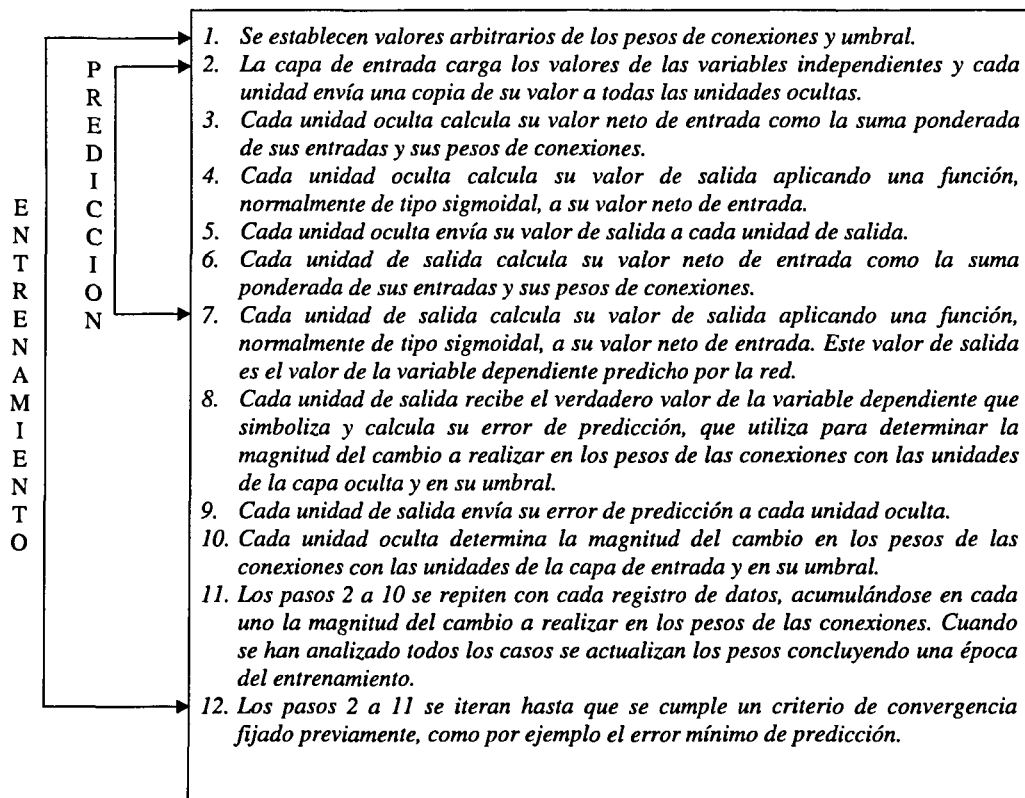 ENTRENAMIENTO
PREDICCION
1. Se establecen valores arbitrarios de los pesos de conexiones y umbral.
2. La capa de entrada carga los valores de las variables independientes y cada
unidad envía una copia de su valor a todas las unidades ocultas.
3. Cada unidad oculta calcula su valor neto de entrada como la suma ponderada
de sus entradas y sus pesos de conexiones.
4. Cada unidad oculta calcula su valor de salida aplicando una función,
normalmente de tipo sigmoidal, a su valor neto de entrada.
5. Cada unidad oculta envía su valor de salida a cada unidad de salida.
6. Cada unidad de salida calcula su valor neto de entrada como la suma
ponderada de sus entradas y sus pesos de conexiones.
7. Cada unidad de salida calcula su valor de salida aplicando una función,
normalmente de tipo sigmoidal, a su valor neto de entrada. Este valor de salida
es el valor de la variable dependiente predicho por la red.
8. Cada unidad de salida recibe el verdadero valor de la variable dependiente que
simboliza y calcula su error de predicción, que utiliza para determinar la
magnitud del cambio a realizar en los pesos de las conexiones con las unidades
de la capa oculta y en su umbral.
9. Cada unidad de salida envía su error de predicción a cada unidad oculta.
10. Cada unidad oculta determina la magnitud del cambio en los pesos de las
conexiones con las unidades de la capa de entrada y en su umbral.
11. Los pasos 2 a 10 se repiten con cada registro de datos, acumulándose en cada
uno la magnitud del cambio a realizar en los pesos de las conexiones. Cuando
se han analizado todos los casos se actualizan los pesos concluyendo una época
del entrenamiento.
12. Los pasos 2 a 11 se iteran hasta que se cumple un criterio de convergencia
fijado previamente, como por ejemplo el error mínimo de predicción.